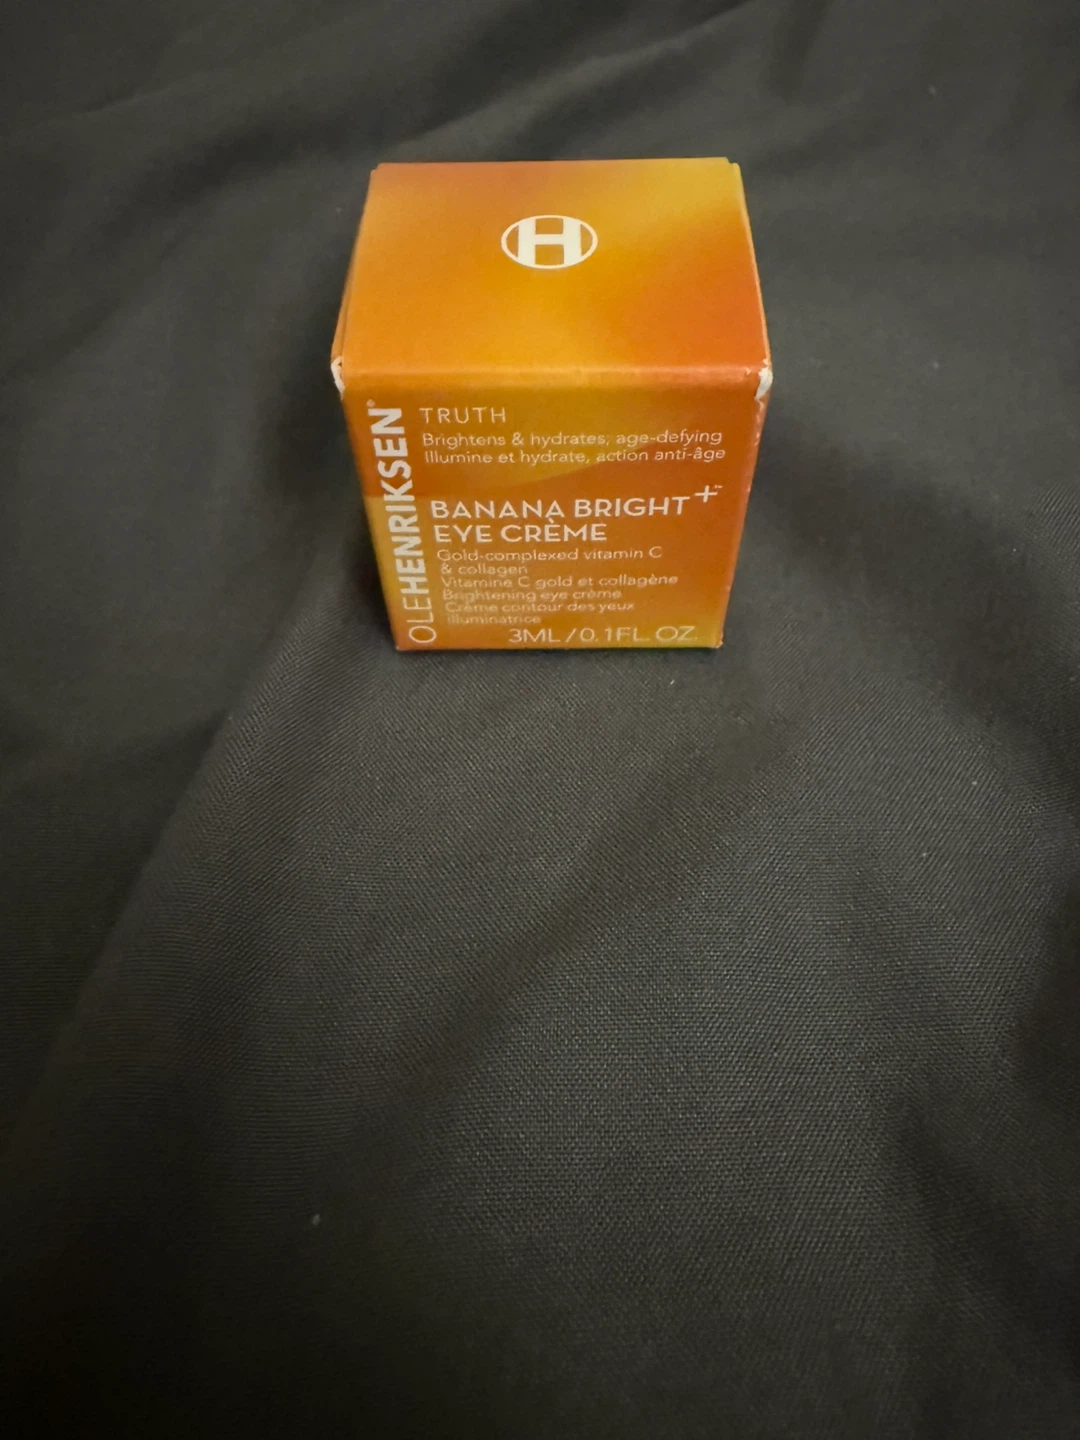 H
OLEHENRIKSEN®
TRUTH
Brightens & hydrates, age-defying
Illumine et hydrate, action anti-âge
BANANA BRIGHT+™
EYE CRÈME
Gold-complexed vitamin C
& collagen
Vitamine C gold et collagène
Brightening eye crème
Crème contour des yeux
illuminatrice
3ML/0.1FL. OZ.